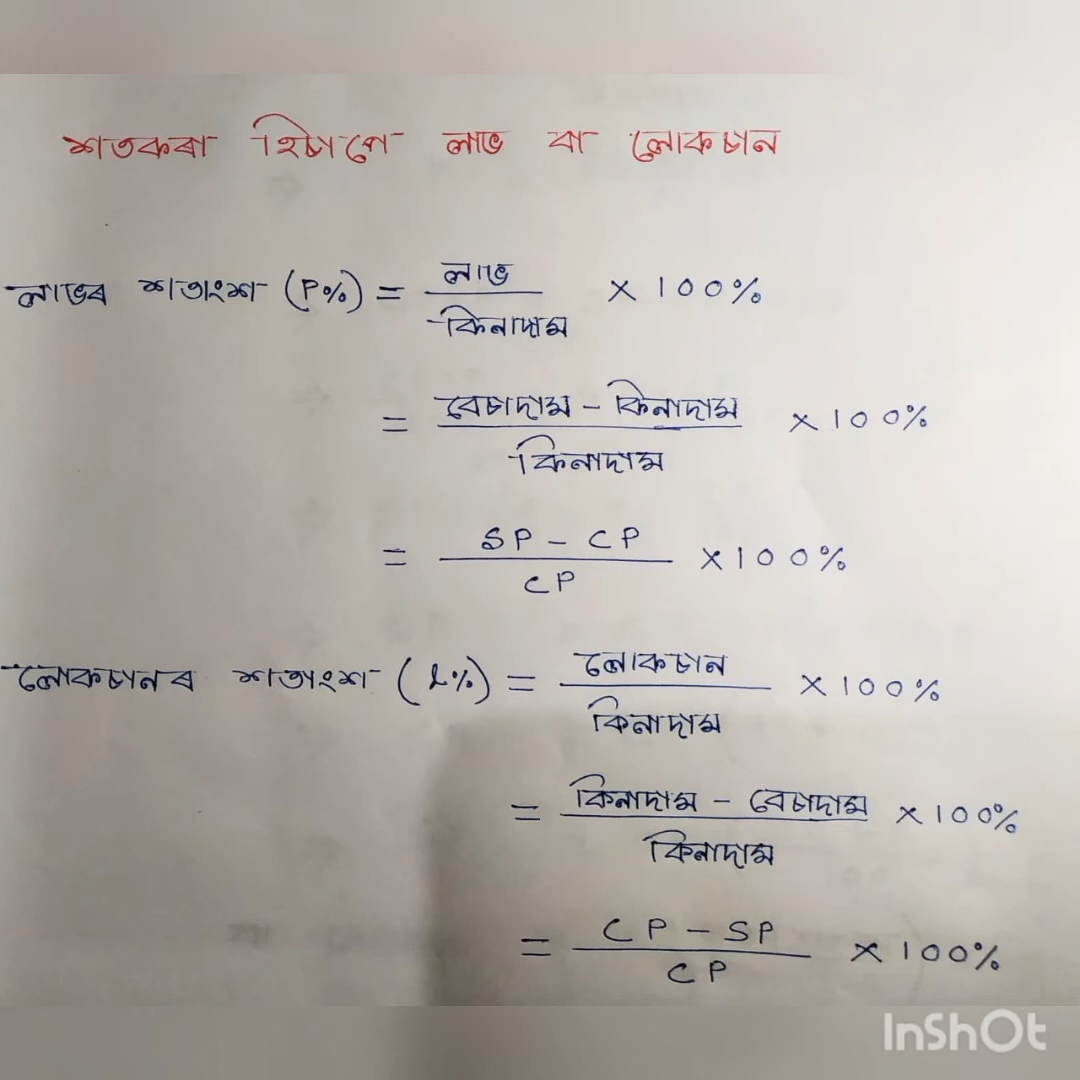 শতকৰা হিচাপে লাভ বা লোকচান
লাভৰ শতাংশ (P%) = লাভ / কিনাদাম × 100%
= বেচাদাম - কিনাদাম / কিনাদাম × 100%
= SP - CP / CP × 100%
লোকচানৰ শতাংশ (L%) = লোকচান / কিনাদাম × 100%
= কিনাদাম - বেচাদাম / কিনাদাম × 100%
= CP - SP / CP × 100%
InShOt